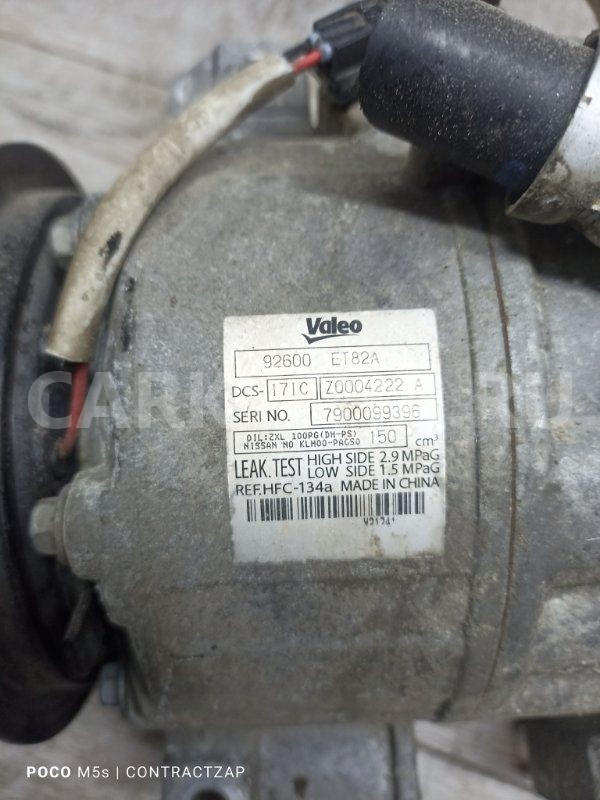 Valeo
92600 ET82A
DCS- 171C Z0004222 A
SERI NO. 7900099396
OIL:ZXL 100PG(DH-PS) 150 cm³
NISSAN NO KLH00-PAGS0
LEAK.TEST HIGH SIDE 2.9 MPaG
LOW SIDE 1.5 MPaG
REF.HFC-134a MADE IN CHINA
POCO M5s | CONTRACTZAP